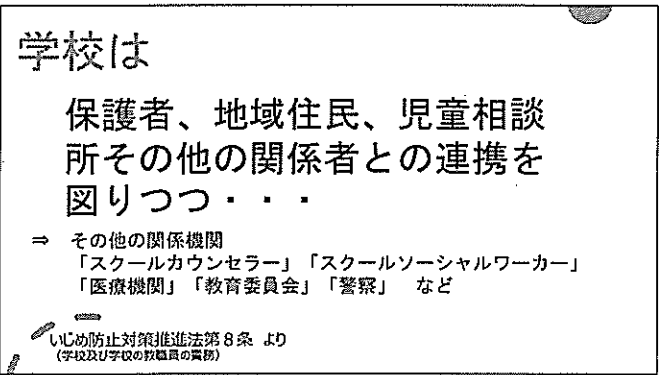 学校は
保護者、地域住民、児童相談
所その他の関係者との連携を
図りつつ・・・
⇒ その他の関係機関
「スクールカウンセラー」「スクールソーシャルワーカー」
「医療機関」「教育委員会」「警察」 など
いじめ防止対策推進法第8条 より
(学校及び学校の教職員の責務)